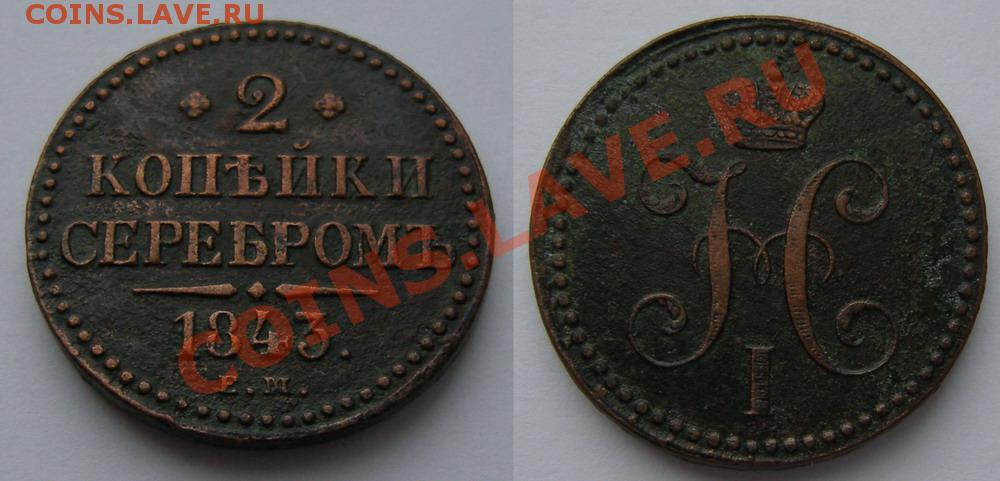 COINS.LAVE.RU
2
КОПѢЙКИ
СЕРЕБРОМЪ
1843.
Е.М.
COINS.LAVE.RU
Н
I